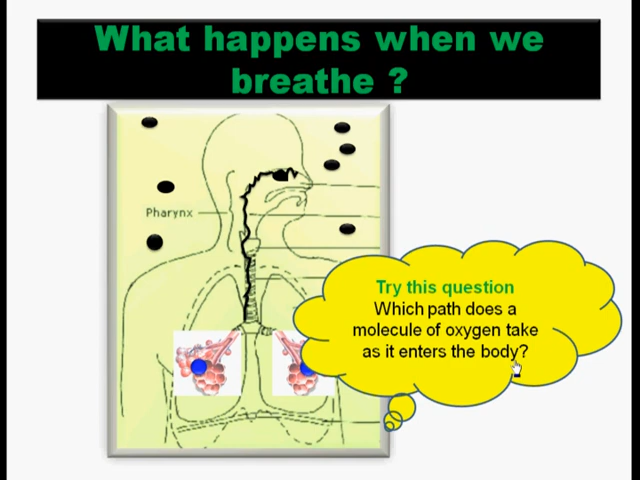 What happens when we
breathe ?
Pharynx
Try this question
Which path does a
molecule of oxygen take
as it enters the body?